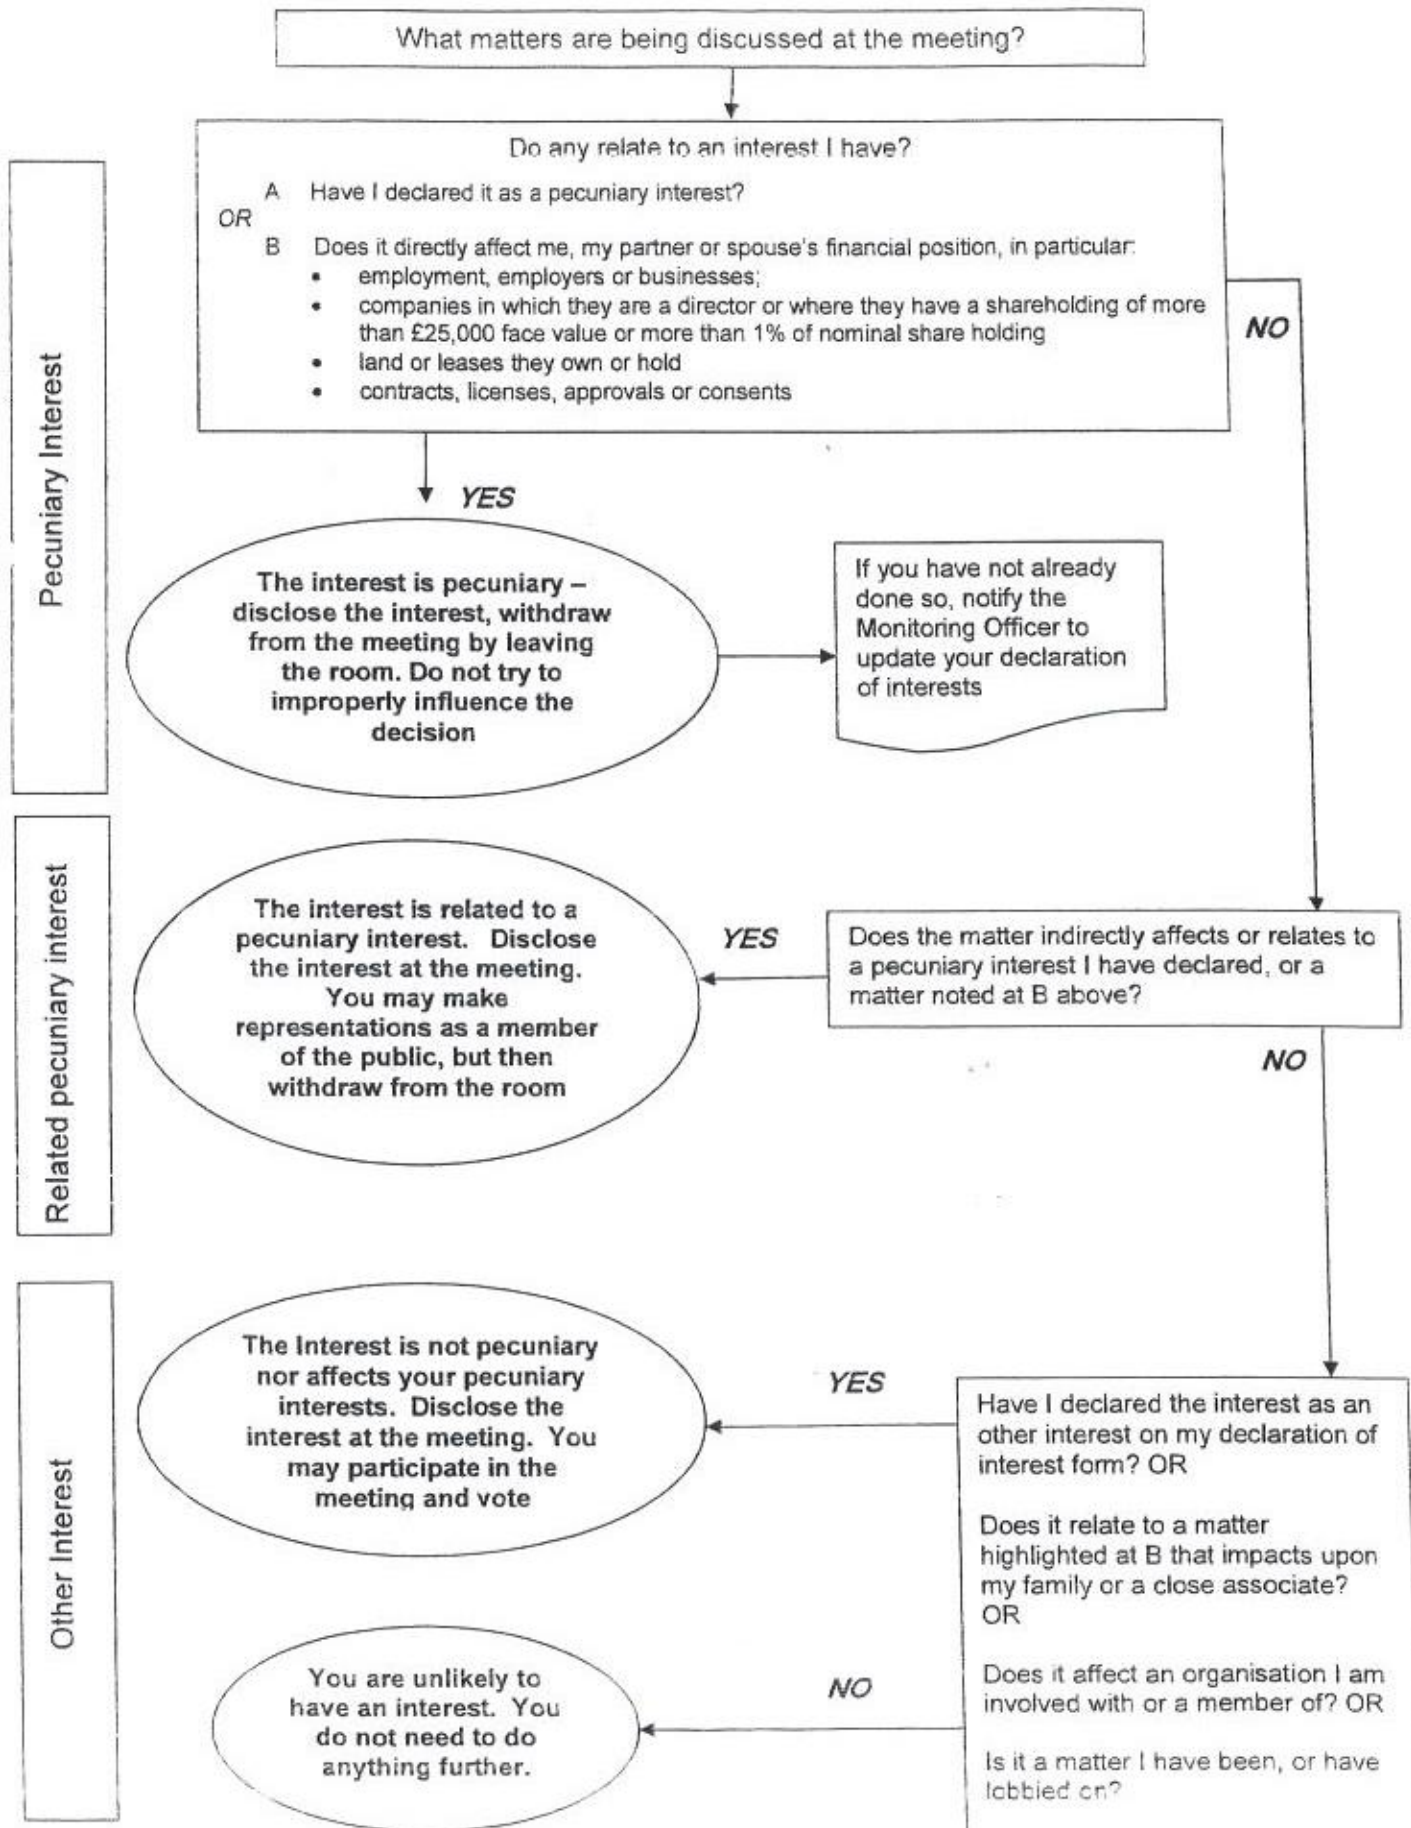 What matters are being discussed at the meeting?
Pecuniary Interest
Do any relate to an interest I have?
A Have I declared it as a pecuniary interest?
OR
B Does it directly affect me, my partner or spouse's financial position, in particular:
• employment, employers or businesses;
• companies in which they are a director or where they have a shareholding of more
than £25,000 face value or more than 1% of nominal share holding
• land or leases they own or hold
• contracts, licenses, approvals or consents
NO
YES
The interest is pecuniary –
disclose the interest, withdraw
from the meeting by leaving
the room. Do not try to
improperly influence the
decision
If you have not already
done so, notify the
Monitoring Officer to
update your declaration
of interests
Related pecuniary interest
The interest is related to a
pecuniary interest. Disclose
the interest at the meeting.
You may make
representations as a member
of the public, but then
withdraw from the room
YES
Does the matter indirectly affects or relates to
a pecuniary interest I have declared, or a
matter noted at B above?
NO
Other Interest
The Interest is not pecuniary
nor affects your pecuniary
interests. Disclose the
interest at the meeting. You
may participate in the
meeting and vote
YES
Have I declared the interest as an
other interest on my declaration of
interest form? OR
Does it relate to a matter
highlighted at B that impacts upon
my family or a close associate?
OR
Does it affect an organisation I am
involved with or a member of? OR
Is it a matter I have been, or have
lobbied on?
NO
You are unlikely to
have an interest. You
do not need to do
anything further.